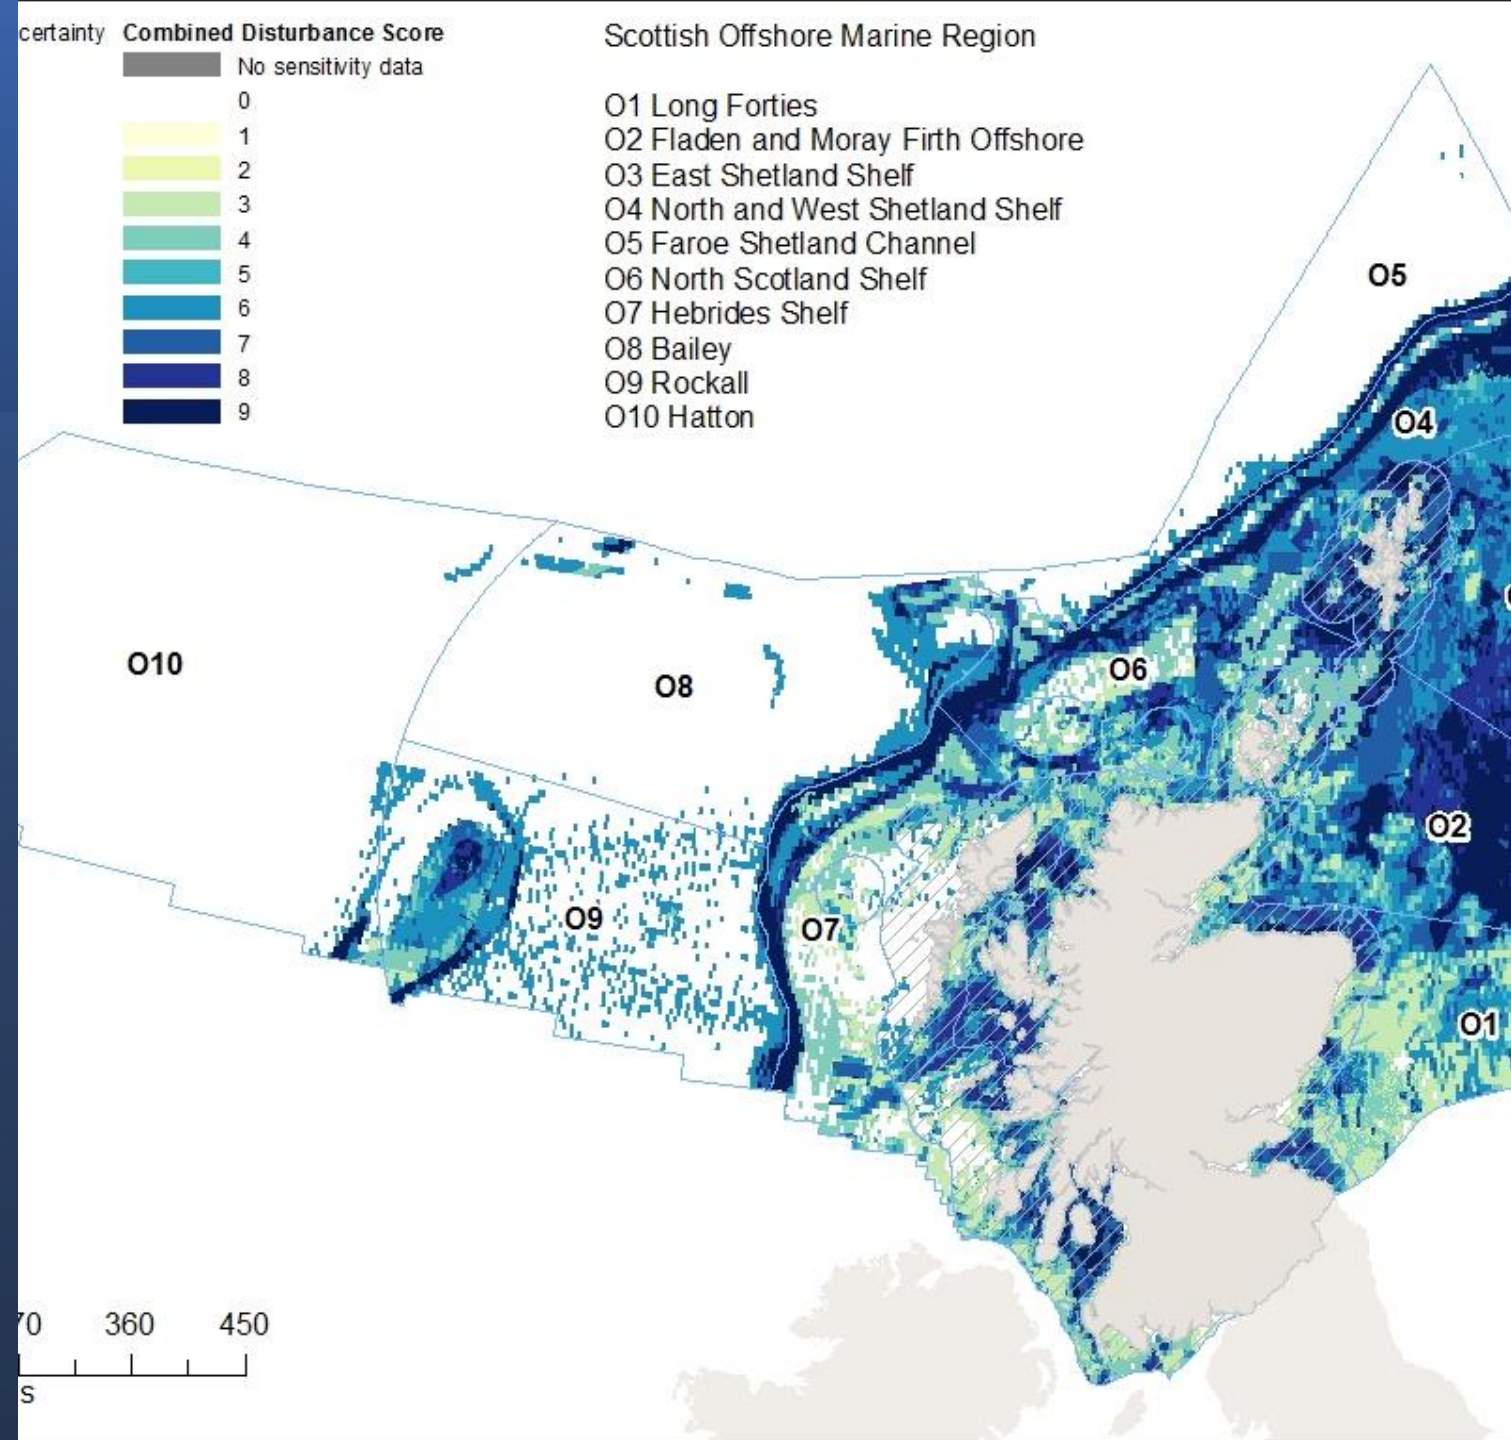 certainty
Combined Disturbance Score
No sensitivity data
0
1
2
3
4
5
6
7
8
9
Scottish Offshore Marine Region
O1 Long Forties
O2 Fladen and Moray Firth Offshore
O3 East Shetland Shelf
O4 North and West Shetland Shelf
O5 Faroe Shetland Channel
O6 North Scotland Shelf
O7 Hebrides Shelf
O8 Bailey
O9 Rockall
O10 Hatton
O5
O4
O10
O8
O6
O2
O9
O7
O1
70 360 450
s